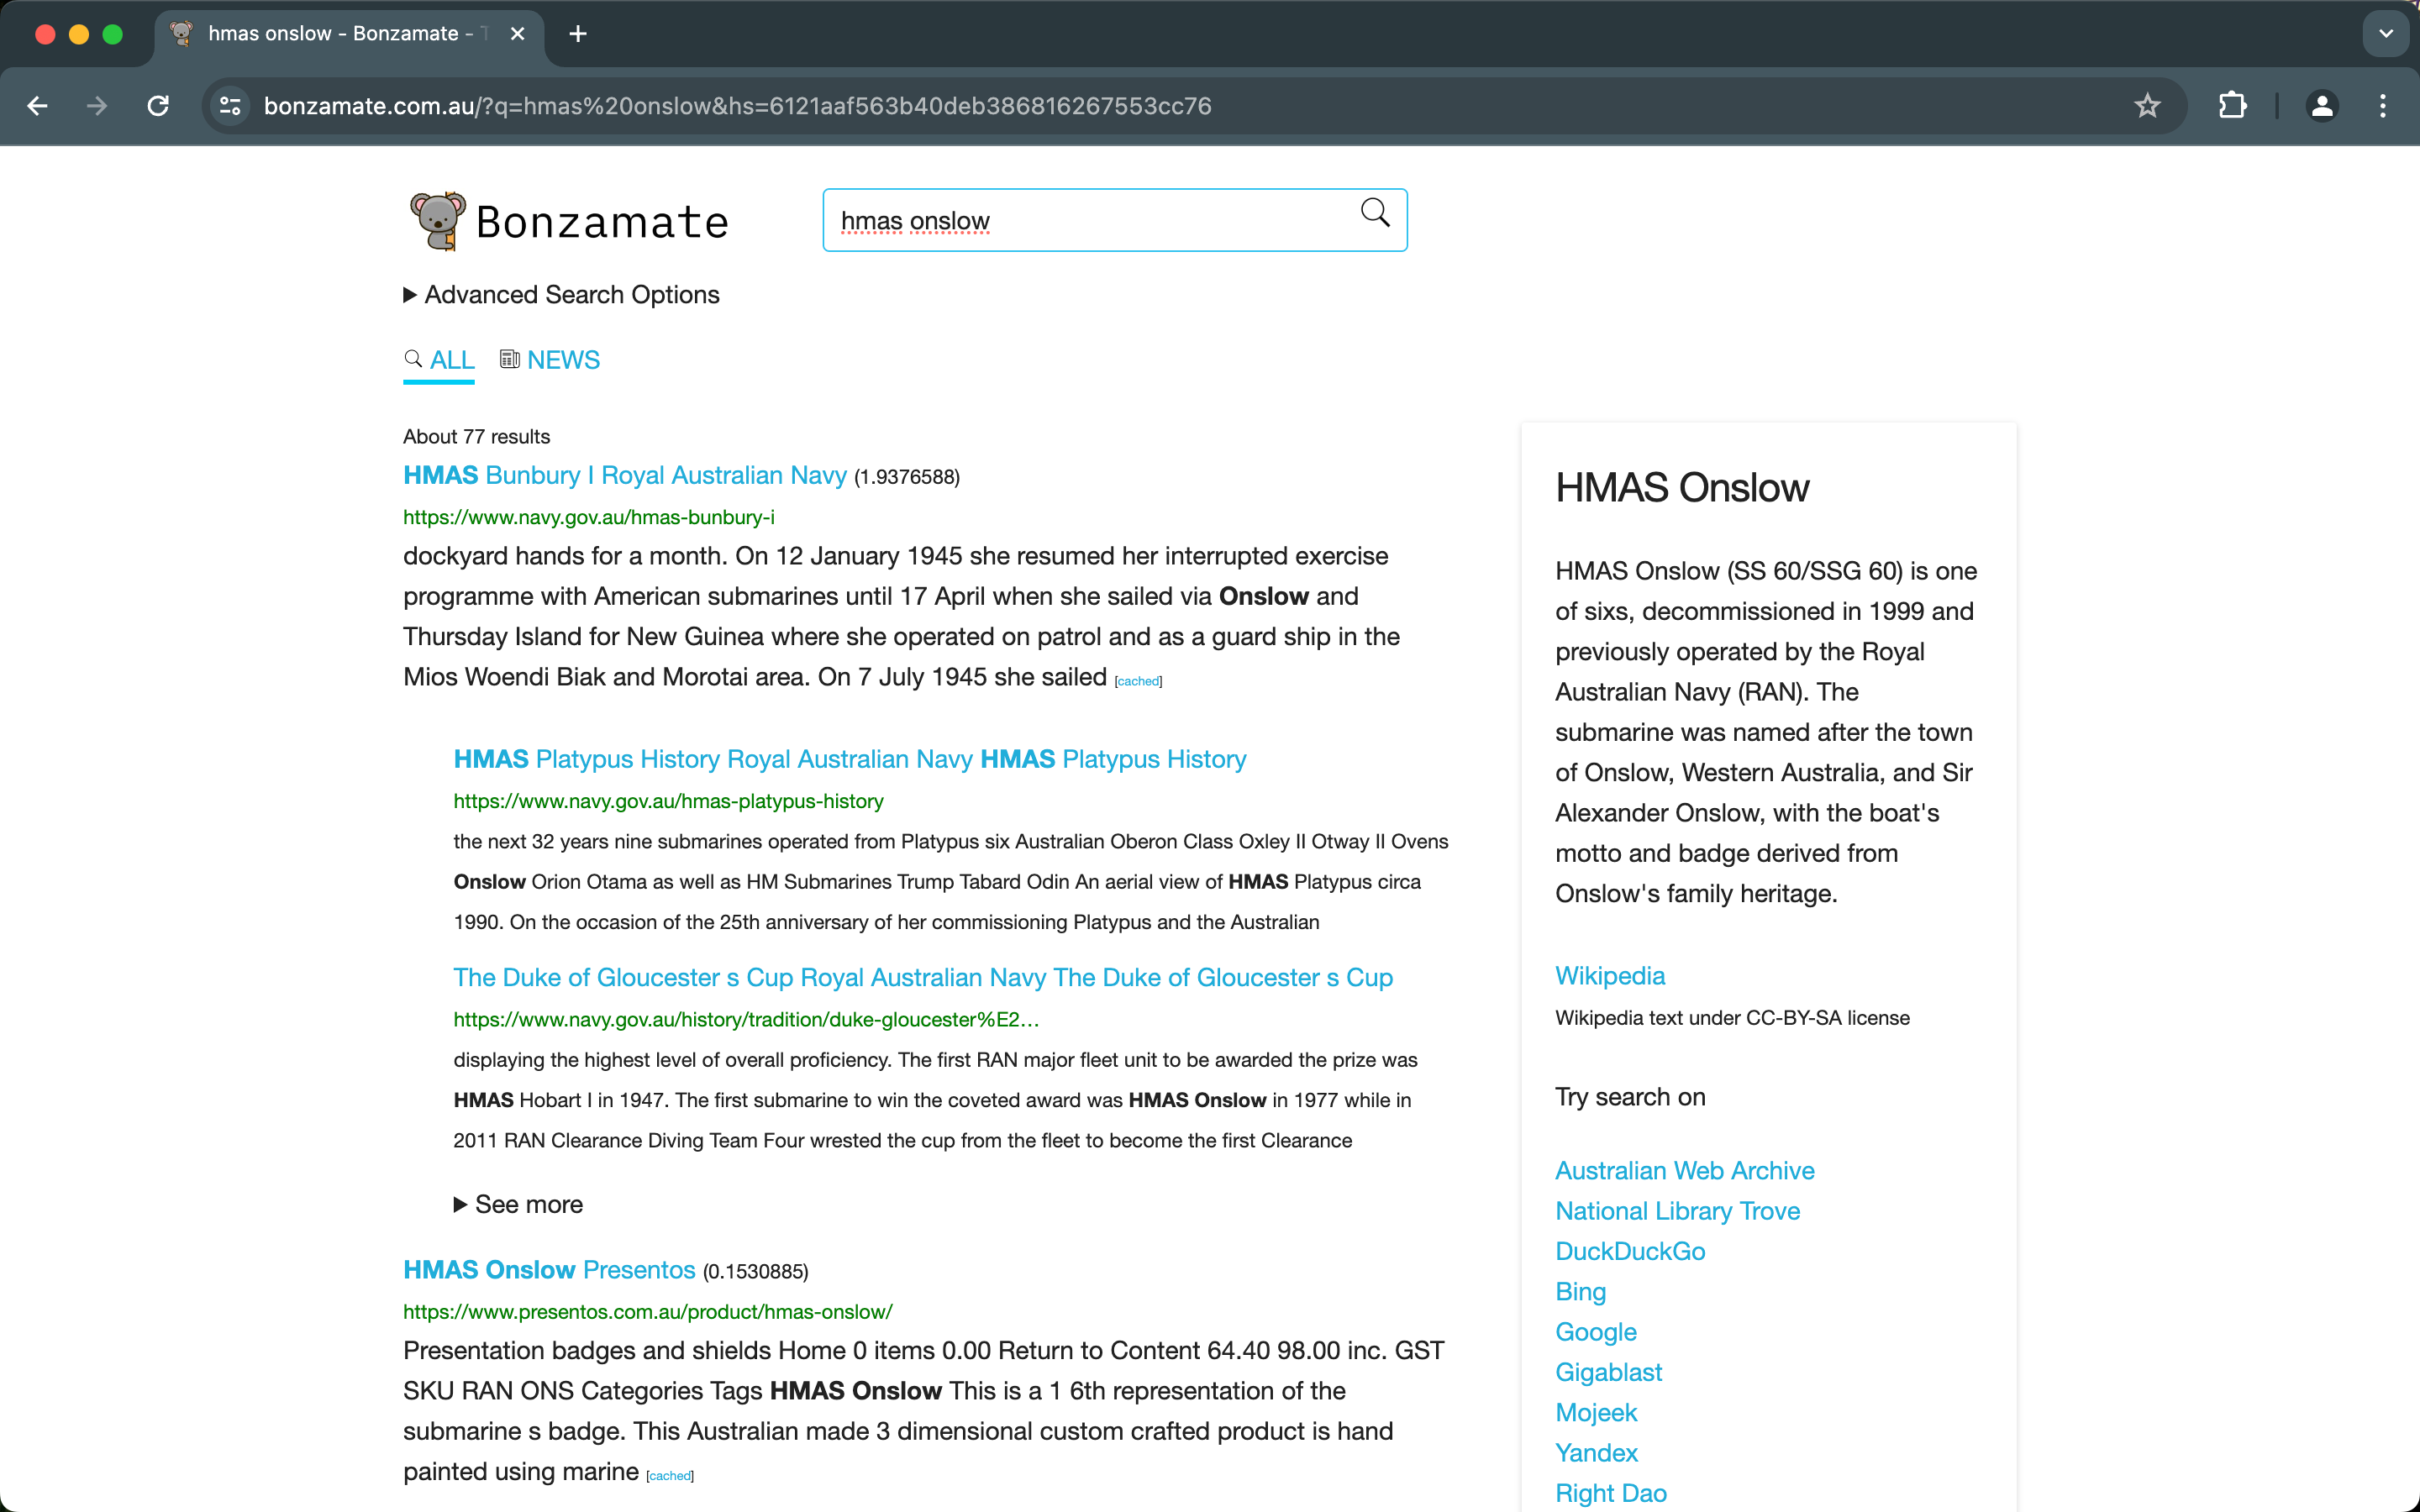 hmas onslow - Bonzamate -
bonzamate.com.au/?q=hmas%20onslow&hs=6121aaf563b40deb386816267553cc76
Bonzamate
hmas onslow
Advanced Search Options
ALL
NEWS
About 77 results
HMAS Bunbury I Royal Australian Navy (1.9376588)
https://www.navy.gov.au/hmas-bunbury-i
dockyard hands for a month. On 12 January 1945 she resumed her interrupted exercise
programme with American submarines until 17 April when she sailed via Onslow and
Thursday Island for New Guinea where she operated on patrol and as a guard ship in the
Mios Woendi Biak and Morotai area. On 7 July 1945 she sailed [cached]
HMAS Platypus History Royal Australian Navy HMAS Platypus History
https://www.navy.gov.au/hmas-platypus-history
the next 32 years nine submarines operated from Platypus six Australian Oberon Class Oxley II Otway II Ovens
Onslow Orion Otama as well as HM Submarines Trump Tabard Odin An aerial view of HMAS Platypus circa
1990. On the occasion of the 25th anniversary of her commissioning Platypus and the Australian
The Duke of Gloucester s Cup Royal Australian Navy The Duke of Gloucester s Cup
https://www.navy.gov.au/history/tradition/duke-gloucester%E2...
displaying the highest level of overall proficiency. The first RAN major fleet unit to be awarded the prize was
HMAS Hobart I in 1947. The first submarine to win the coveted award was HMAS Onslow in 1977 while in
2011 RAN Clearance Diving Team Four wrested the cup from the fleet to become the first Clearance
See more
HMAS Onslow Presentos (0.1530885)
https://www.presentos.com.au/product/hmas-onslow/
Presentation badges and shields Home 0 items 0.00 Return to Content 64.40 98.00 inc. GST
SKU RAN ONS Categories Tags HMAS Onslow This is a 1 6th representation of the
submarine s badge. This Australian made 3 dimensional custom crafted product is hand
painted using marine [cached]
HMAS Onslow
HMAS Onslow (SS 60/SSG 60) is one
of sixs, decommissioned in 1999 and
previously operated by the Royal
Australian Navy (RAN). The
submarine was named after the town
of Onslow, Western Australia, and Sir
Alexander Onslow, with the boat's
motto and badge derived from
Onslow's family heritage.
Wikipedia
Wikipedia text under CC-BY-SA license
Try search on
Australian Web Archive
National Library Trove
DuckDuckGo
Bing
Google
Gigablast
Mojeek
Yandex
Right Dao